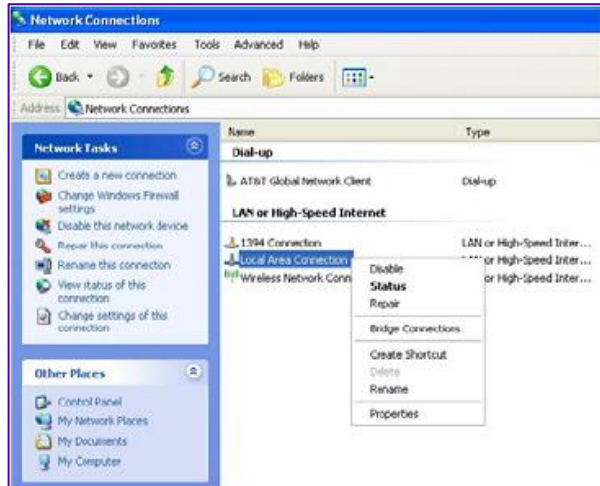 Network Connections
File Edit View Favorites Tools Advanced Help
Back Search Folders
Address Network Connections
Network Tasks
Create a new connection
Change Windows Firewall
settings
Disable this network device
Repair this connection
Rename this connection
View status of this
connection
Change settings of this
connection
Other Places
Control Panel
My Network Places
My Documents
My Computer
Name Type
Dial-up
AT&T Global Network Client Dial-up
LAN or High-Speed Internet
1394 Connection LAN or High-Speed Inter...
Local Area Connection or High-Speed Inter...
Wireless Network Conn or High-Speed Inter...
Disable
Status
Repair
Bridge Connections
Create Shortcut
Delete
Rename
Properties